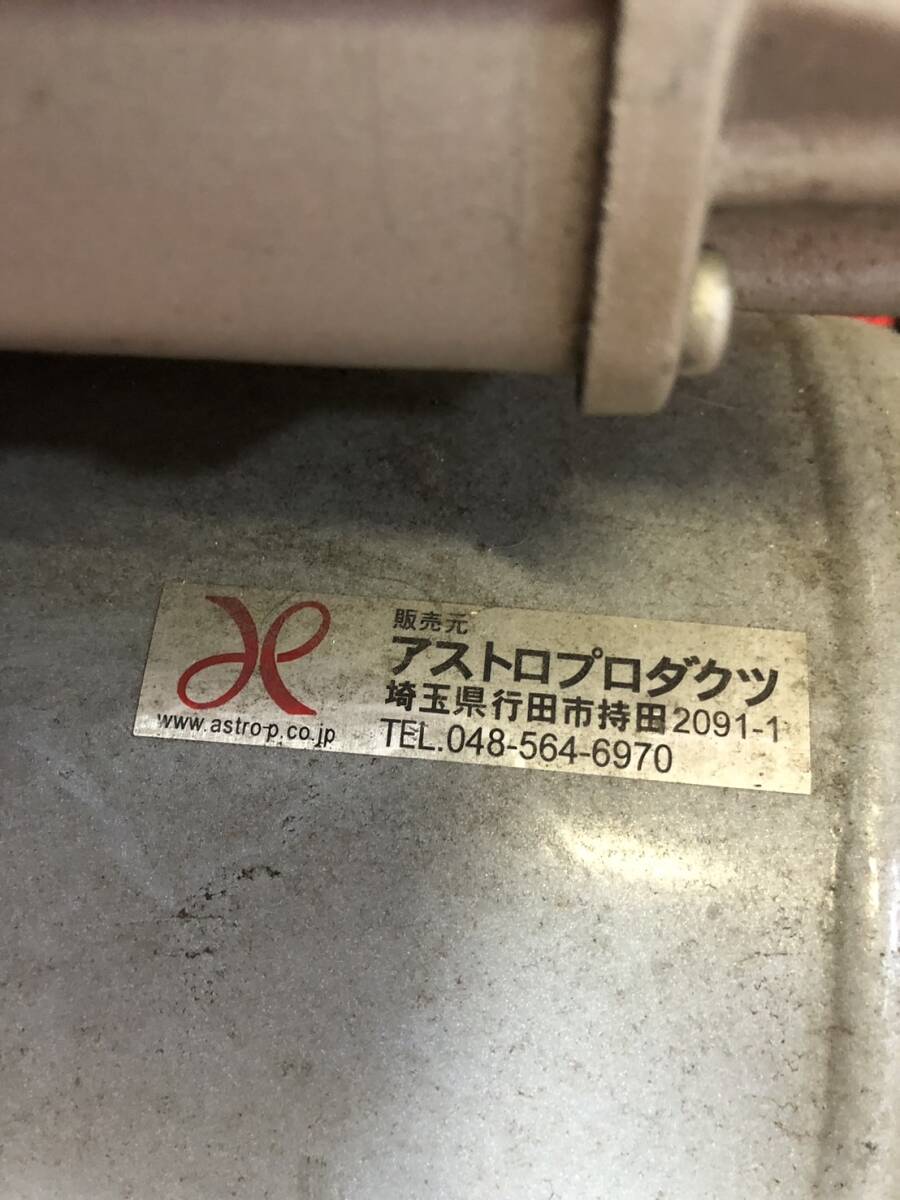 販売元
アストロプロダクツ
埼玉県行田市持田2091-1
TEL.048-564-6970
www.astro-p.co.jp